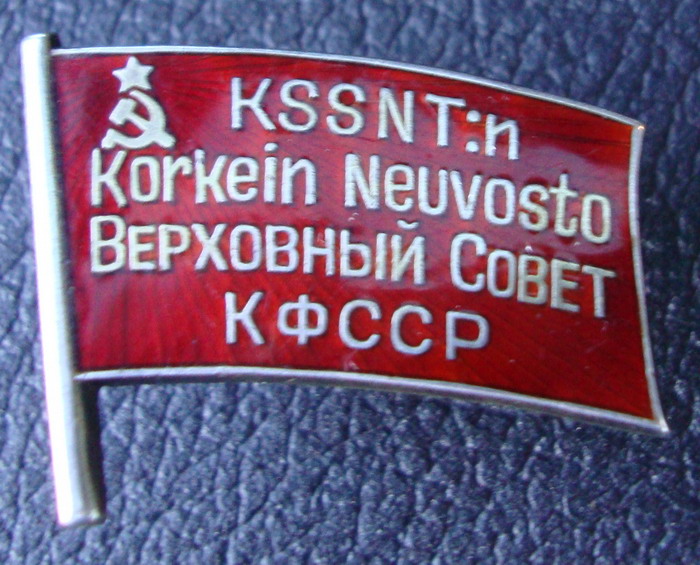 KSSNT:n
Korkein Neuvosto
Верховный Совет
КФССР